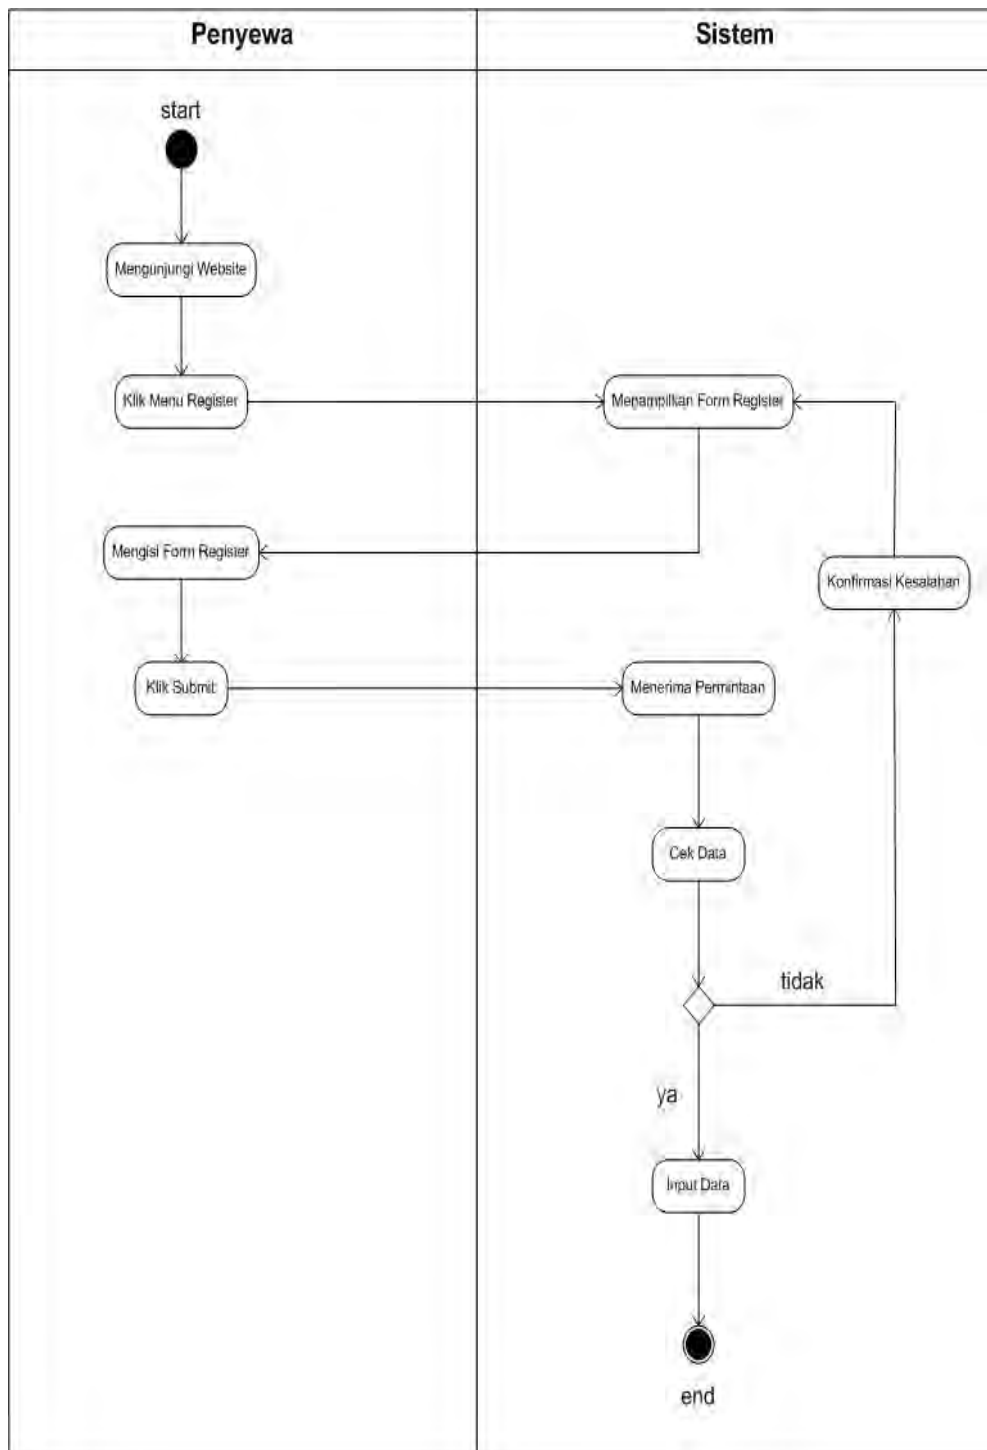 Penyewa
Sistem
start
Mengunjungi Website
Klik Menu Register
Menampilkan Form Register
Mengisi Form Register
Konfirmasi Kesalahan
Klik Submit
Menerima Permintaan
Cek Data
tidak
ya
Input Data
end